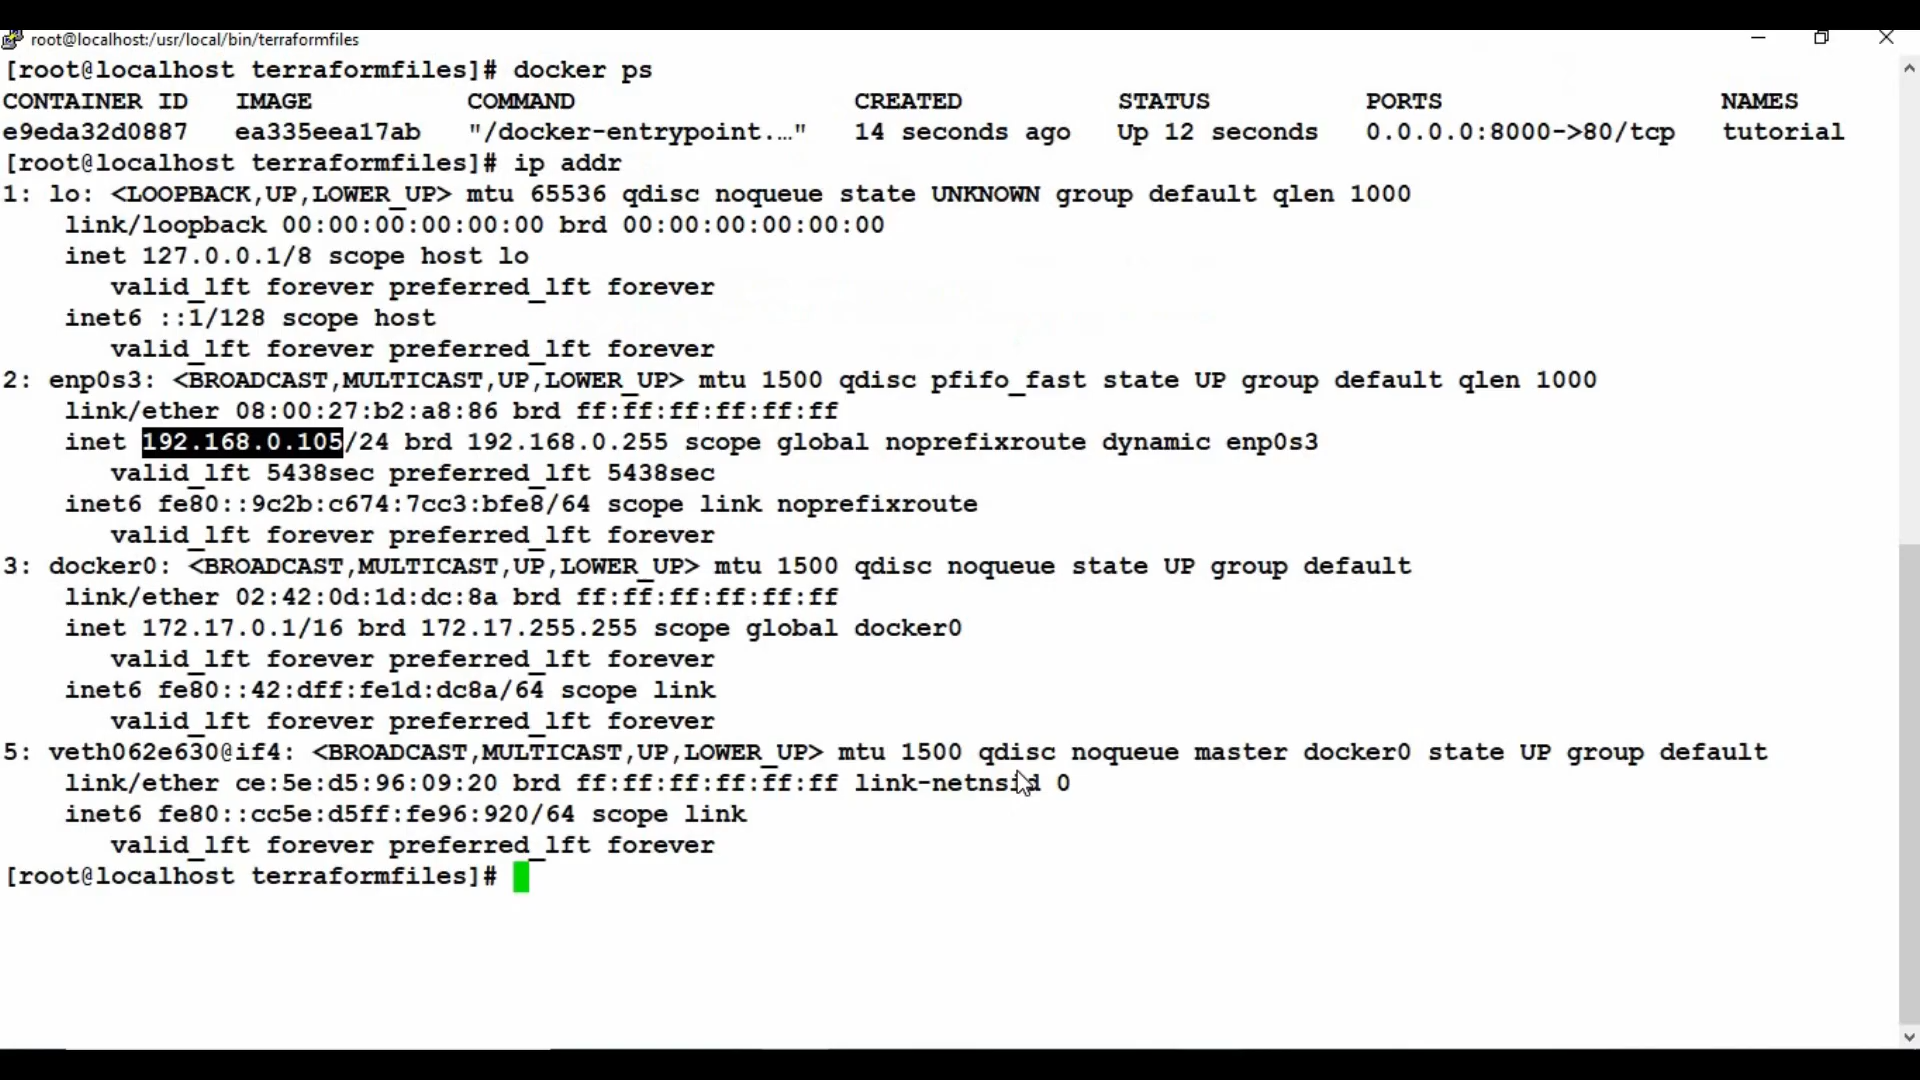 root@localhost:/usr/local/bin/terraformfiles
[root@localhost terraformfiles]# docker ps
CONTAINER ID   IMAGE          COMMAND                  CREATED          STATUS          PORTS                  NAMES
e9eda32d0887   ea335eea17ab   "/docker-entrypoint.…"   14 seconds ago   Up 12 seconds   0.0.0.0:8000->80/tcp   tutorial
[root@localhost terraformfiles]# ip addr
1: lo: <LOOPBACK,UP,LOWER_UP> mtu 65536 qdisc noqueue state UNKNOWN group default qlen 1000
    link/loopback 00:00:00:00:00:00 brd 00:00:00:00:00:00
    inet 127.0.0.1/8 scope host lo
       valid_lft forever preferred_lft forever
    inet6 ::1/128 scope host
       valid_lft forever preferred_lft forever
2: enp0s3: <BROADCAST,MULTICAST,UP,LOWER_UP> mtu 1500 qdisc pfifo_fast state UP group default qlen 1000
    link/ether 08:00:27:b2:a8:86 brd ff:ff:ff:ff:ff:ff
    inet 192.168.0.105/24 brd 192.168.0.255 scope global noprefixroute dynamic enp0s3
       valid_lft 5438sec preferred_lft 5438sec
    inet6 fe80::9c2b:c674:7cc3:bfe8/64 scope link noprefixroute
       valid_lft forever preferred_lft forever
3: docker0: <BROADCAST,MULTICAST,UP,LOWER_UP> mtu 1500 qdisc noqueue state UP group default
    link/ether 02:42:0d:1d:dc:8a brd ff:ff:ff:ff:ff:ff
    inet 172.17.0.1/16 brd 172.17.255.255 scope global docker0
       valid_lft forever preferred_lft forever
    inet6 fe80::42:dff:fe1d:dc8a/64 scope link
       valid_lft forever preferred_lft forever
5: veth062e630@if4: <BROADCAST,MULTICAST,UP,LOWER_UP> mtu 1500 qdisc noqueue master docker0 state UP group default
    link/ether ce:5e:d5:96:09:20 brd ff:ff:ff:ff:ff:ff link-netnsid 0
    inet6 fe80::cc5e:d5ff:fe96:920/64 scope link
       valid_lft forever preferred_lft forever
[root@localhost terraformfiles]#